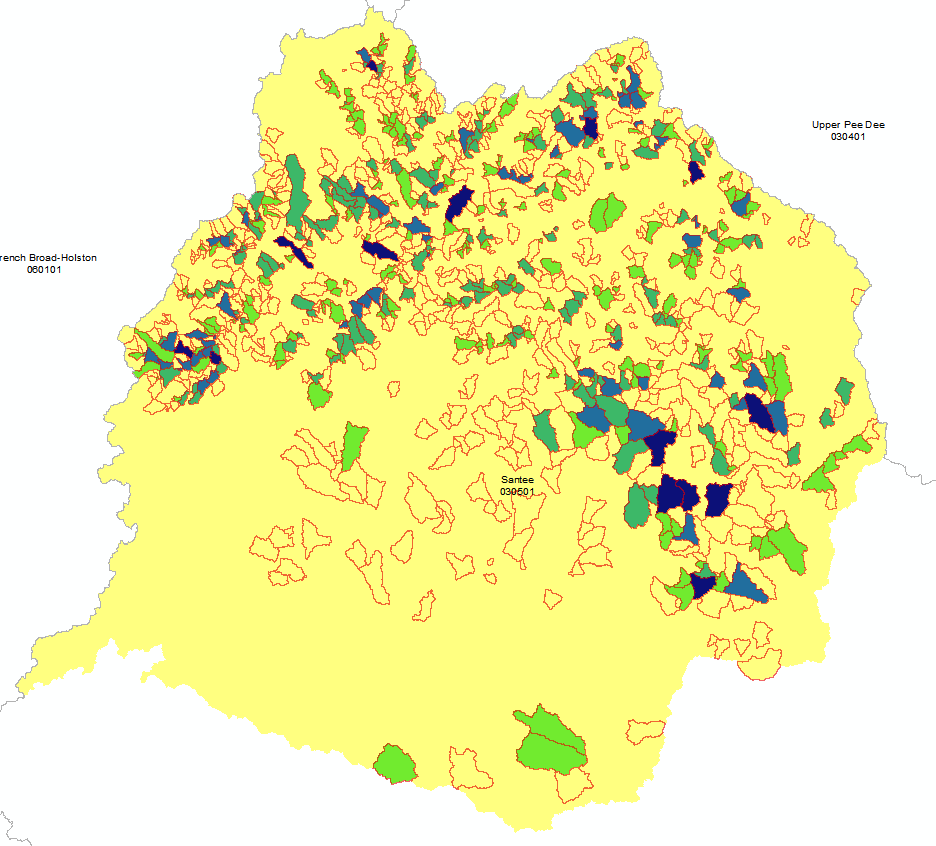 Upper Pee Dee
030401
rench Broad-Holston
060101
Santee
030501